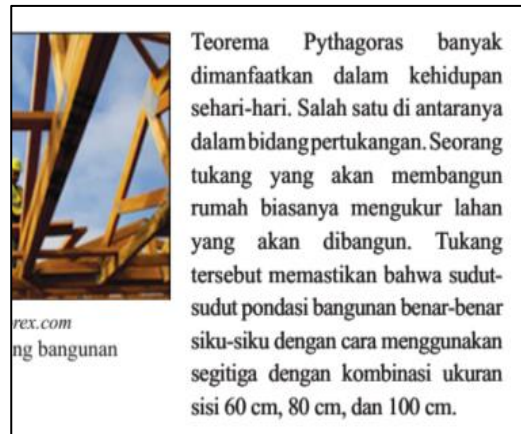 Teorema Pythagoras banyak
dimanfaatkan dalam kehidupan
sehari-hari. Salah satu di antaranya
dalam bidang pertukangan. Seorang
tukang yang akan membangun
rumah biasanya mengukur lahan
yang akan dibangun. Tukang
tersebut memastikan bahwa sudut-
sudut pondasi bangunan benar-benar
siku-siku dengan cara menggunakan
segitiga dengan kombinasi ukuran
sisi 60 cm, 80 cm, dan 100 cm.
rex.com
ng bangunan